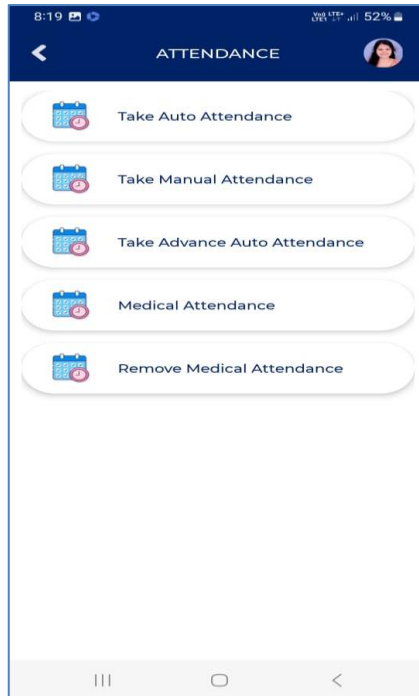 8:19 52%
ATTENDANCE
Take Auto Attendance
Take Manual Attendance
Take Advance Auto Attendance
Medical Attendance
Remove Medical Attendance